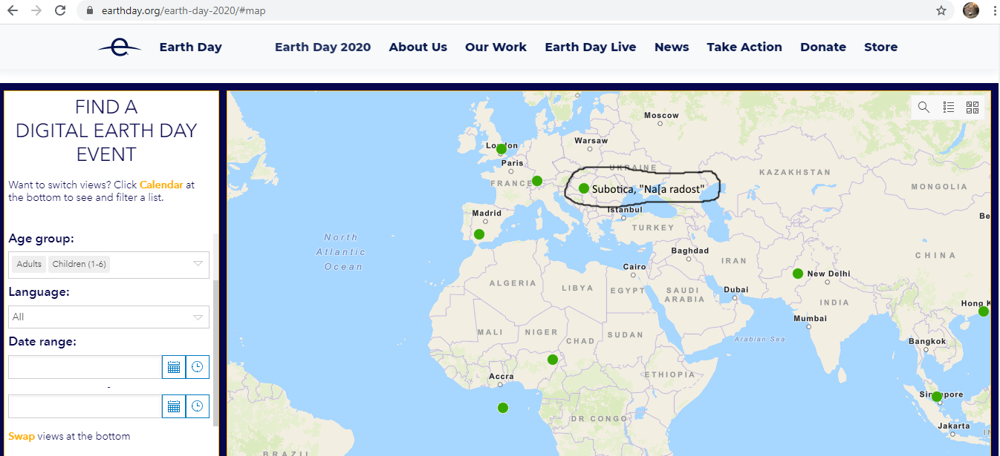 earthday.org/earth-day-2020/#map
Earth Day
Earth Day 2020
About Us
Our Work
Earth Day Live
News
Take Action
Donate
Store
FIND A
DIGITAL EARTH DAY
EVENT
Want to switch views? Click Calendar at
the bottom to see and filter a list.
Age group:
Adults
Children (1-6)
Language:
All
Date range:
-
Swap views at the bottom
Moscow
Warsaw
London
Paris
UKRAINE
FRANCE
KAZAKHSTAN
MONGOLIA
Subotica, "Na[a radost"
Madrid
Istanbul
TURKEY
North
Atlantic
Ocean
Baghdad
IRAN
CHINA
Cairo
New Delhi
ALGERIA
LIBYA
EGYPT
SAUDI
ARABIA
Dubai
INDIA
Hong K
Mumbai
MALI
NIGER
CHAD
SUDAN
Arabian Sea
Bangkok
Accra
ETHIOPIA
Singapore
DR CONGO
Jakarta
BRAZIL